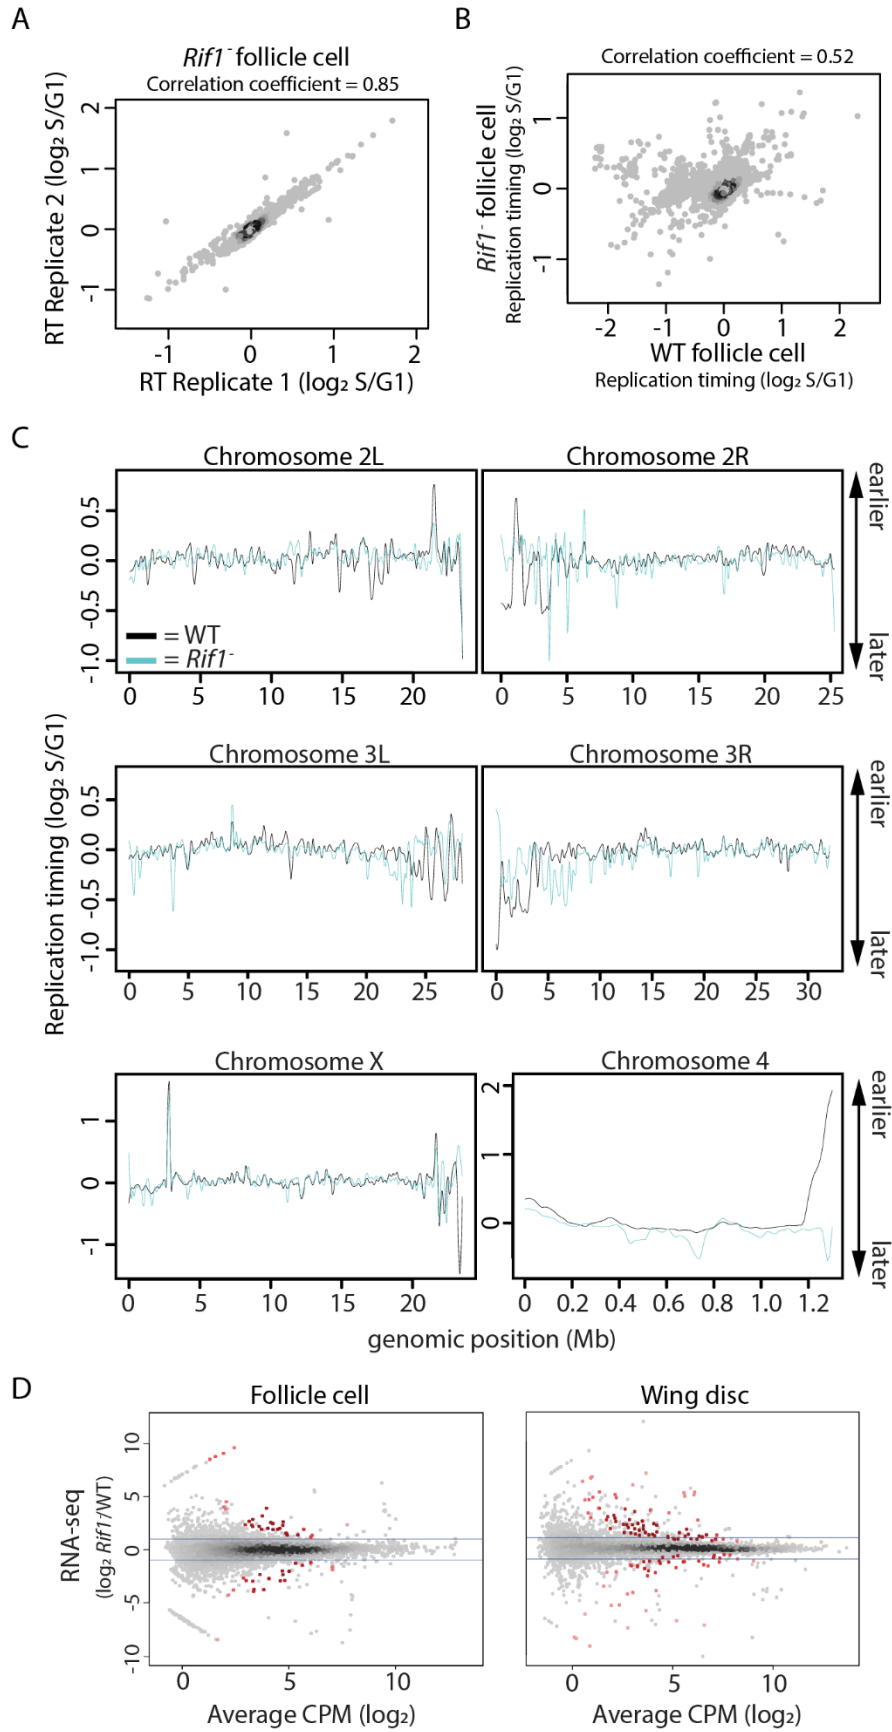 A
Rif1- follicle cell
Correlation coefficient = 0.85
RT Replicate 2 (log₂ S/G1)
2
1
0
-1
-1
0
1
2
RT Replicate 1 (log₂ S/G1)
B
Correlation coefficient = 0.52
Rif1- follicle cell
Replication timing (log₂ S/G1)
1
0
-1
-2
-1
0
1
2
WT follicle cell
Replication timing (log₂ S/G1)
C
Replication timing (log₂ S/G1)
Chromosome 2L
0.5
0.0
-0.5
-1.0
= WT
= Rif1-
0
5
10
15
20
Chromosome 2R
0
5
10
15
20
25
earlier
later
Chromosome 3L
0.5
0.0
-0.5
-1.0
0
5
10
15
20
25
Chromosome 3R
0
5
10
15
20
25
30
earlier
later
Chromosome X
1
0
-1
0
5
10
15
20
Chromosome 4
2
1
0
0
0.2
0.4
0.6
0.8
1.0
1.2
earlier
later
genomic position (Mb)
D
Follicle cell
RNA-seq
(log₂ Rif1-/WT)
10
5
0
-5
-10
0
5
10
Average CPM (log₂)
Wing disc
0
5
10
Average CPM (log₂)